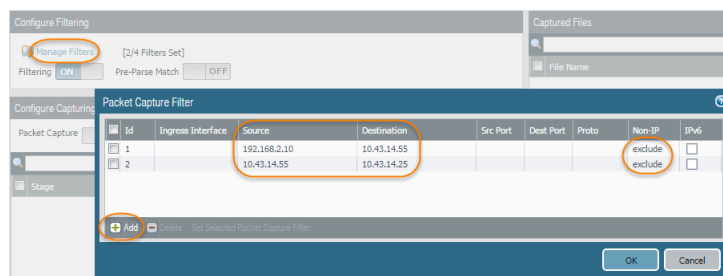 Configure Filtering
Captured Files
Manage Filters [2/4 Filters Set]
Filtering ON Pre-Parse Match OFF
File Name
Configure Capturing
Packet Capture Filter
Packet Capture
Id Ingress Interface Source Destination Src Port Dest Port Proto Non-IP IPv6
1 192.168.2.10 10.43.14.55 exclude
2 10.43.14.55 10.43.14.25 exclude
Stage
Add Delete Set Selected Packet Capture Filter
OK Cancel